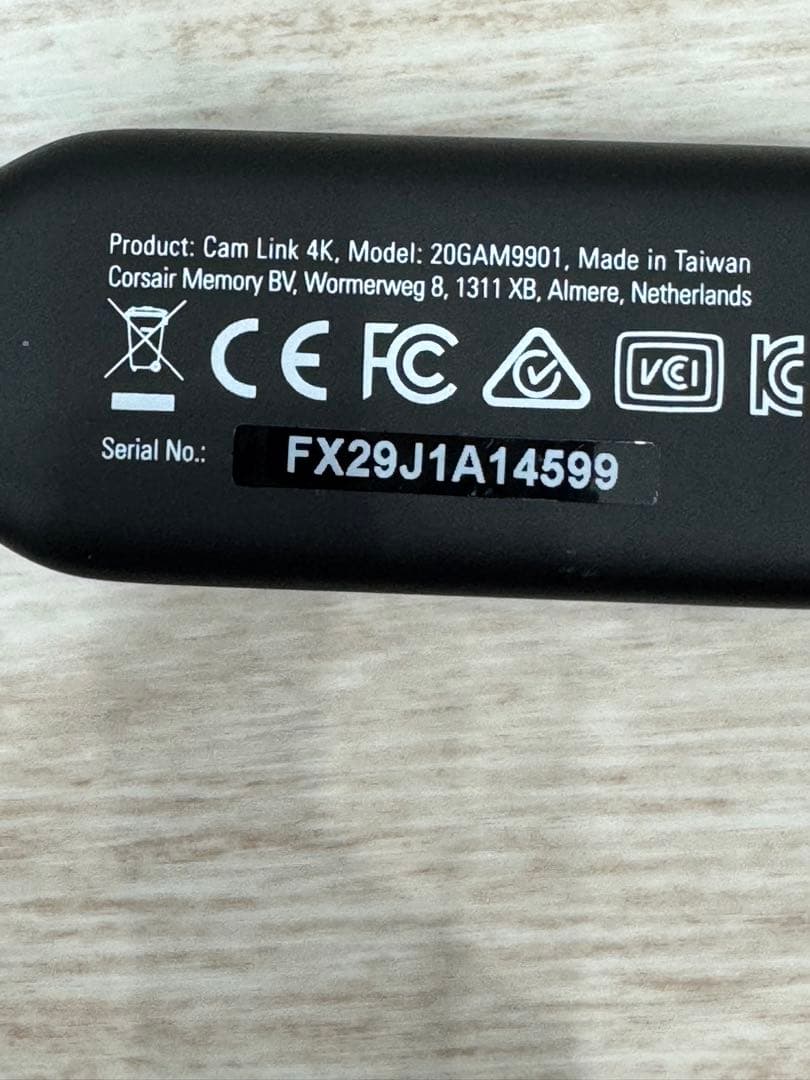 Product: Cam Link 4K, Model: 20GAM9901, Made in Taiwan
Corsair Memory BV, Wormerweg 8, 1311 XB, Almere, Netherlands
CE FC VCI KC
Serial No.: FX29J1A14599